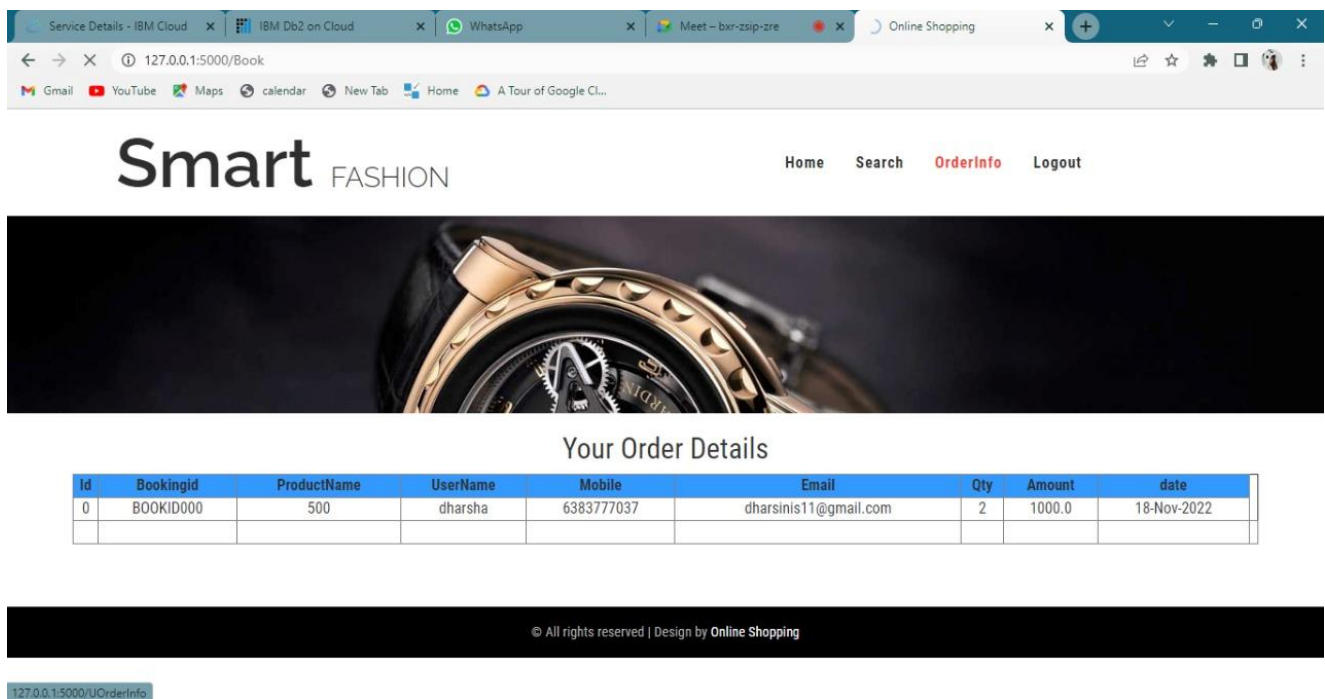 Service Details - IBM Cloud IBM Db2 on Cloud WhatsApp Meet – bxr-zsip-zre Online Shopping
127.0.0.1:5000/Book
Gmail YouTube Maps calendar New Tab Home A Tour of Google Cl...
Smart FASHION Home Search OrderInfo Logout
Your Order Details
Id Bookingid ProductName UserName Mobile Email Qty Amount date
0 BOOKID000 500 dharsha 6383777037 dharsinis11@gmail.com 2 1000.0 18-Nov-2022
© All rights reserved | Design by Online Shopping
127.0.0.1:5000/UOrderInfo